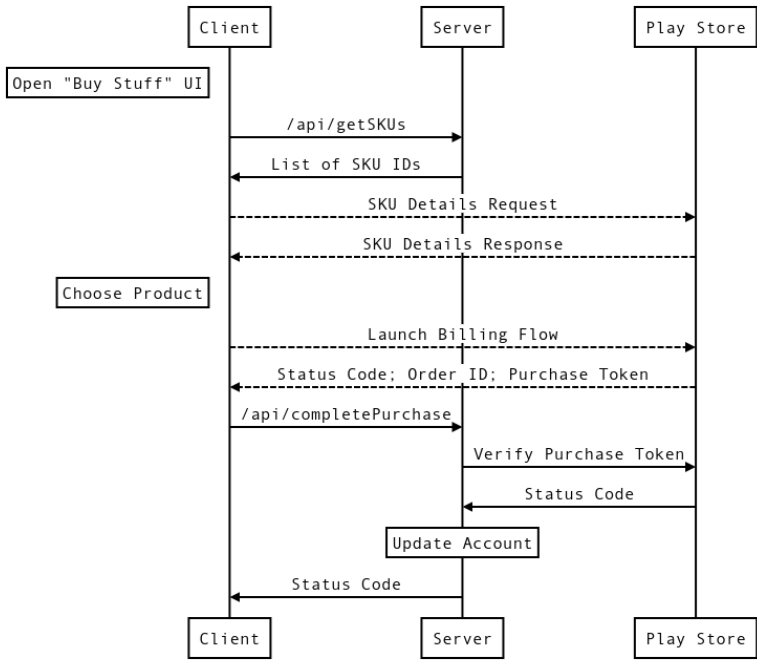 Client Server Play Store
Open "Buy Stuff" UI
/api/getSKUs
List of SKU IDs
SKU Details Request
SKU Details Response
Choose Product
Launch Billing Flow
Status Code; Order ID; Purchase Token
/api/completePurchase
Verify Purchase Token
Status Code
Update Account
Status Code
Client Server Play Store